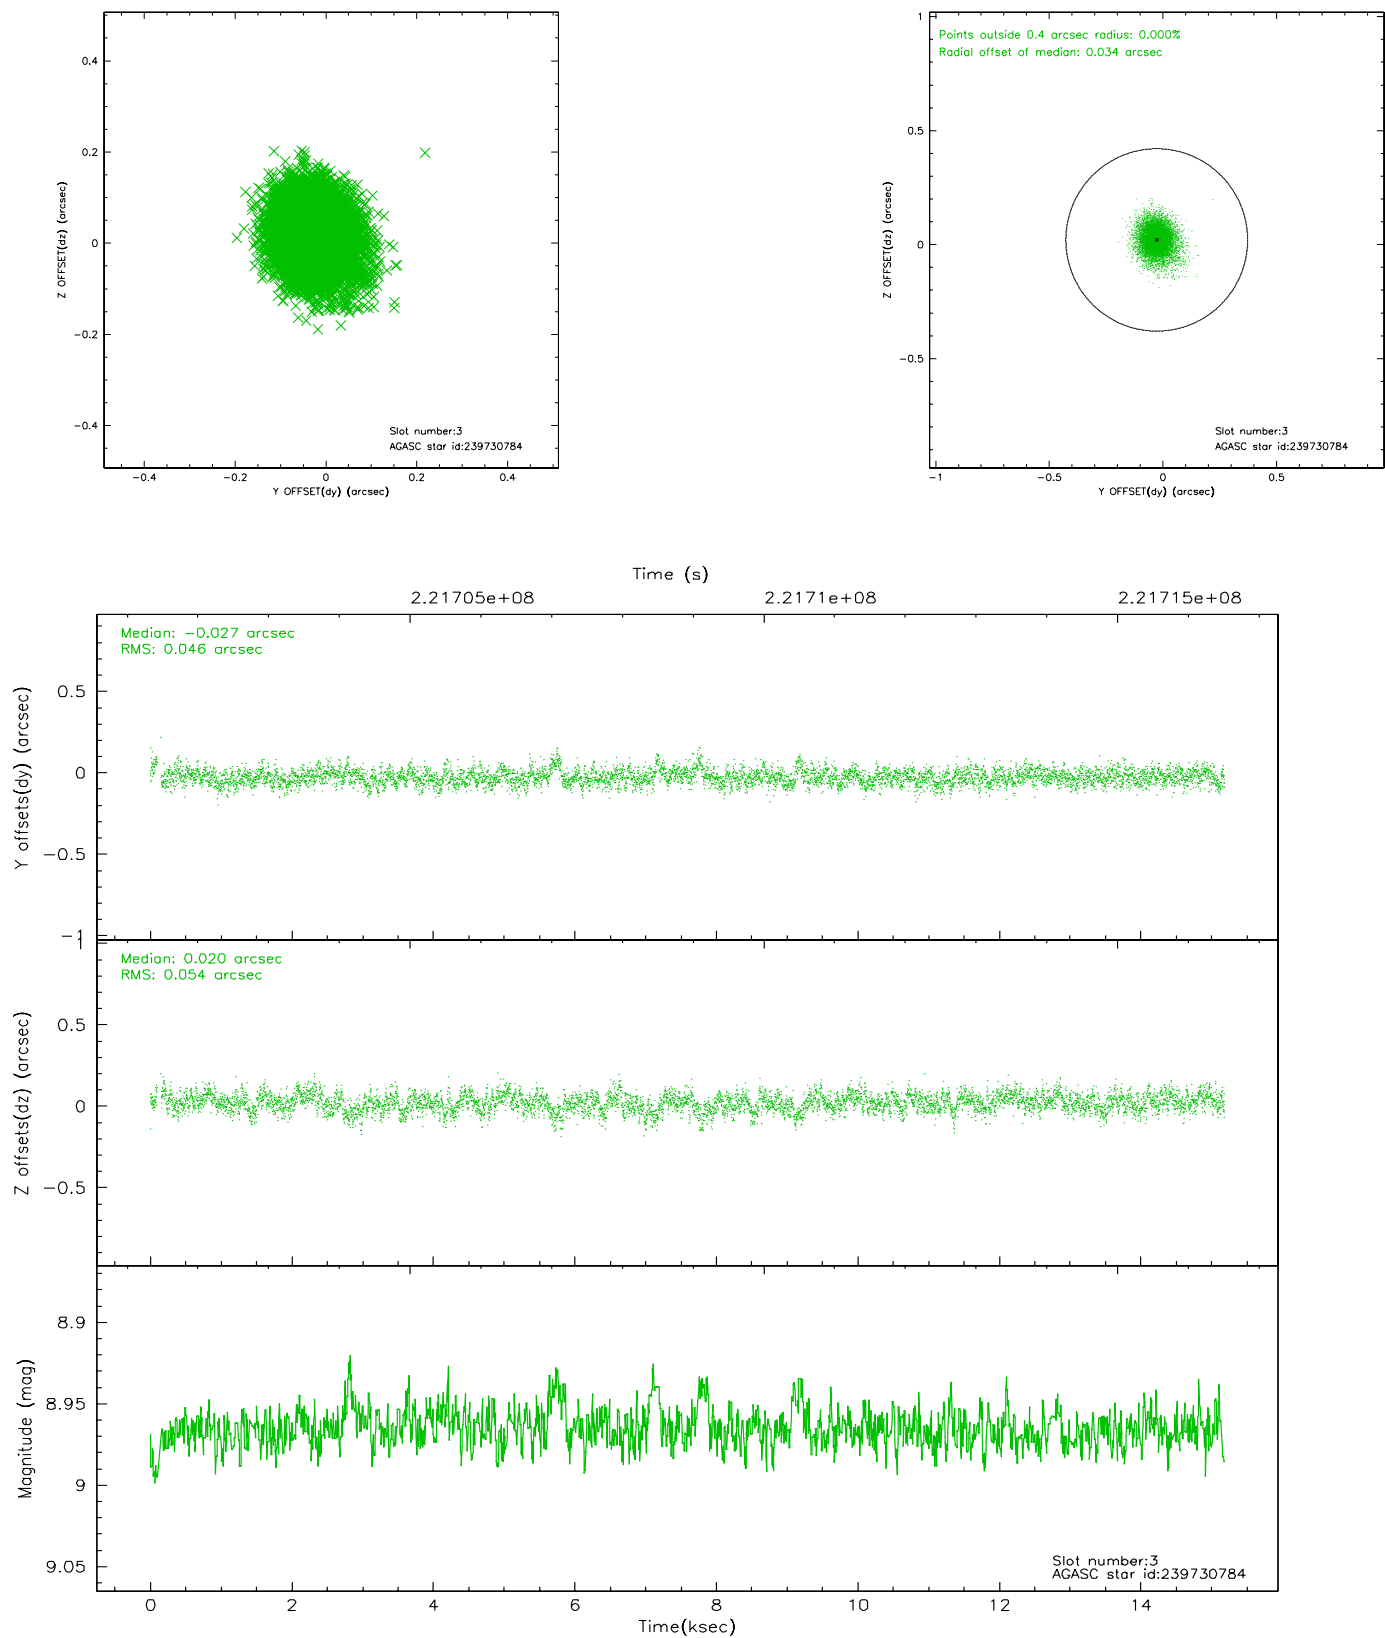 0.4
0.2
0
-0.2
-0.4
Z OFFSET(dz) (arcsec)
Slot number:3
AGASC star id:239730784
-0.4
-0.2
0
0.2
0.4
Y OFFSET(dy) (arcsec)
Points outside 0.4 arcsec radius: 0.000%
Radial offset of median: 0.034 arcsec
1
0.5
0
-0.5
Z OFFSET(dz) (arcsec)
Slot number:3
AGASC star id:239730784
-1
-0.5
0
0.5
Y OFFSET(dy) (arcsec)
Time (s)
2.21705e+08
2.2171e+08
2.21715e+08
Median: -0.027 arcsec
RMS: 0.046 arcsec
0.5
0
-0.5
-1
Y offsets(dy) (arcsec)
Median: 0.020 arcsec
RMS: 0.054 arcsec
1
0.5
0
-0.5
Z offsets(dz) (arcsec)
8.9
8.95
9
9.05
Magnitude (mag)
Slot number:3
AGASC star id:239730784
0
2
4
6
8
10
12
14
Time(ksec)